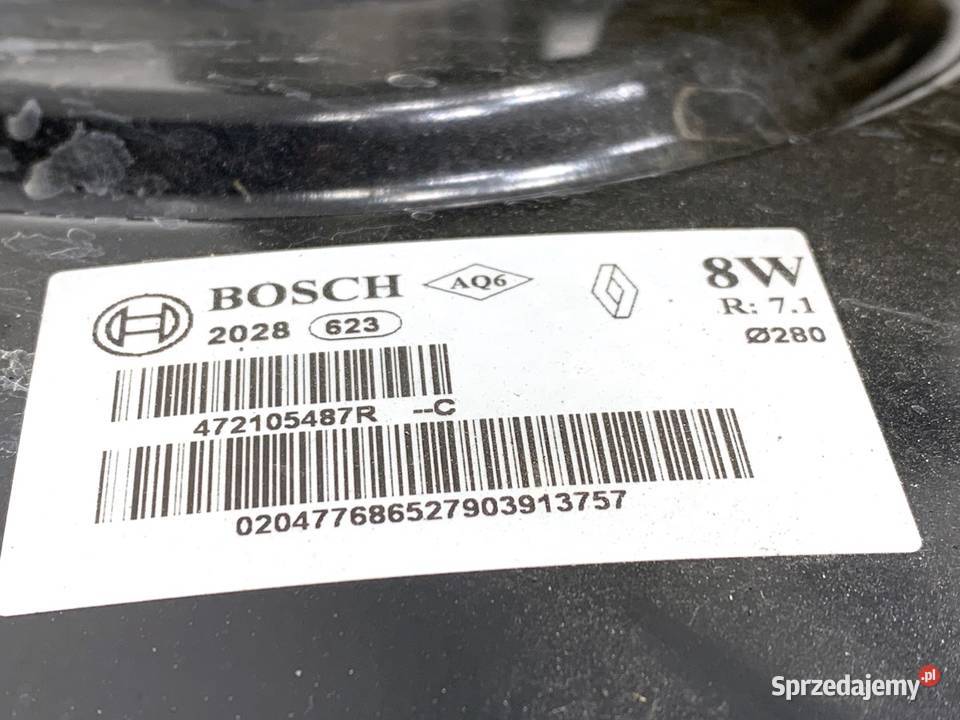 BOSCH AQ6 8W
2028 623 R: 7.1
Ø280
472105487R --C
020477686527903913757
Sprzedajemy.pl